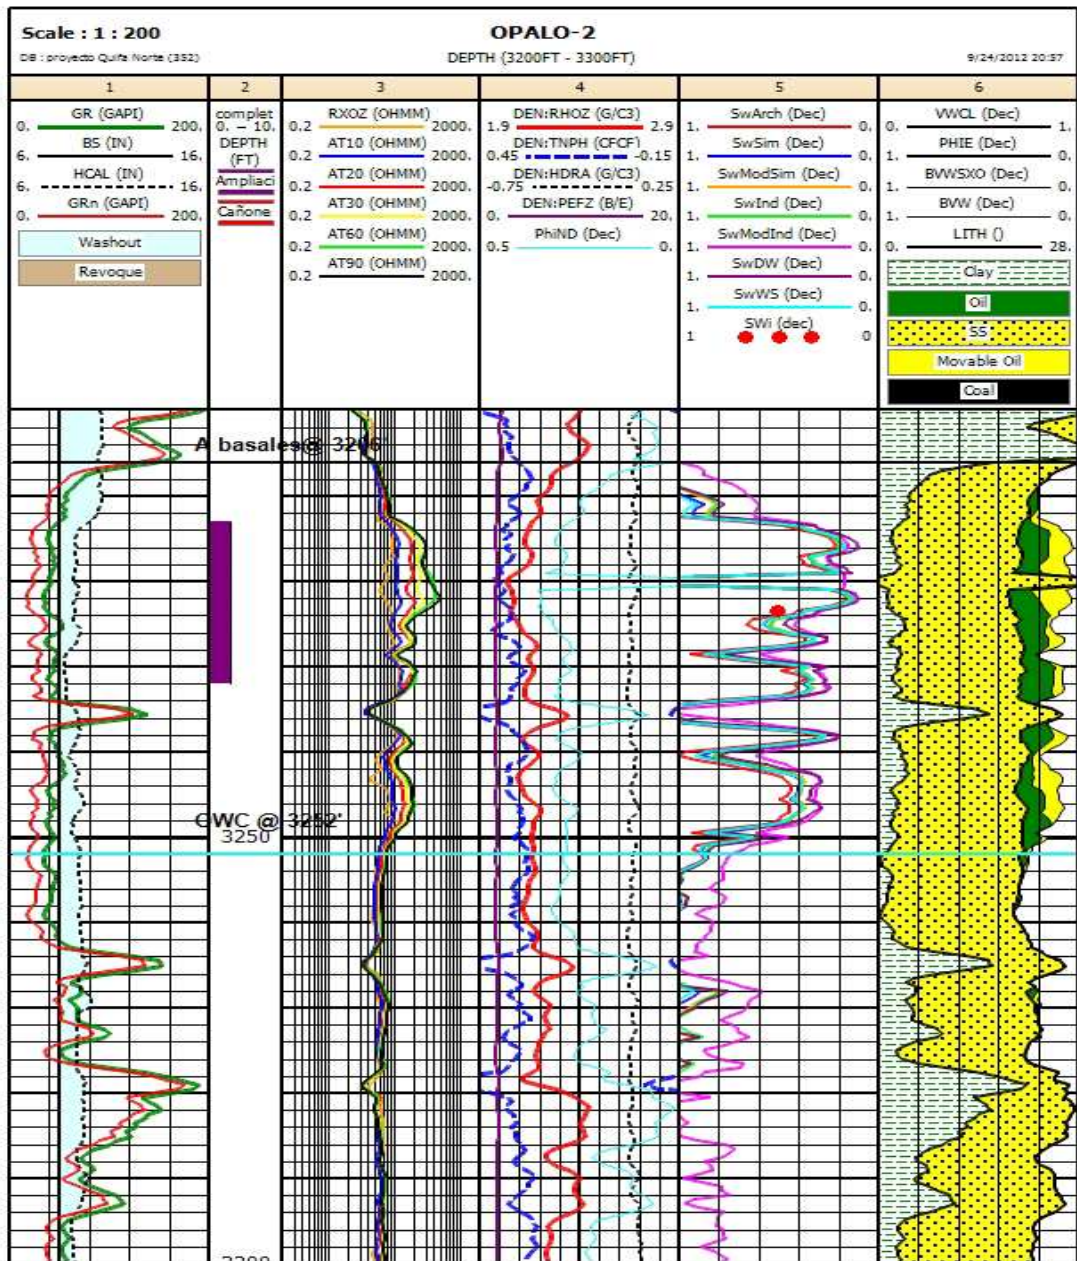 Scale : 1 : 200
OPALO-2
DB : proyecto Quifa Norte (352)
DEPTH (3200FT - 3300FT)
9/24/2012 20:57
1 2 3 4 5 6
GR (GAPI)
0. 200.
BS (IN)
6. 16.
HCAL (IN)
6. 16.
GRn (GAPI)
0. 200.
Washout
Revoque
complet
0. - 10.
DEPTH
(FT)
Ampliaci
Cañone
RXOZ (OHMM)
0.2 2000.
AT10 (OHMM)
0.2 2000.
AT20 (OHMM)
0.2 2000.
AT30 (OHMM)
0.2 2000.
AT60 (OHMM)
0.2 2000.
AT90 (OHMM)
0.2 2000.
DEN:RHOZ (G/C3)
1.9 2.9
DEN:TNPH (CFCF)
0.45 -0.15
DEN:HDRA (G/C3)
-0.75 0.25
DEN:PEFZ (B/E)
0. 20.
PhiND (Dec)
0.5 0.
SwArch (Dec)
1. 0.
SwSim (Dec)
1. 0.
SwModSim (Dec)
1. 0.
SwInd (Dec)
1. 0.
SwModInd (Dec)
1. 0.
SwDW (Dec)
1. 0.
SwWS (Dec)
1. 0.
SWi (dec)
1 0
VWCL (Dec)
0. 1.
PHIE (Dec)
1. 0.
BVWSXO (Dec)
1. 0.
BVW (Dec)
1. 0.
LITH ()
0. 28.
Clay
Oil
SS
Movable Oil
Coal
A basales@ 3206'
OWC @ 3252'
3250